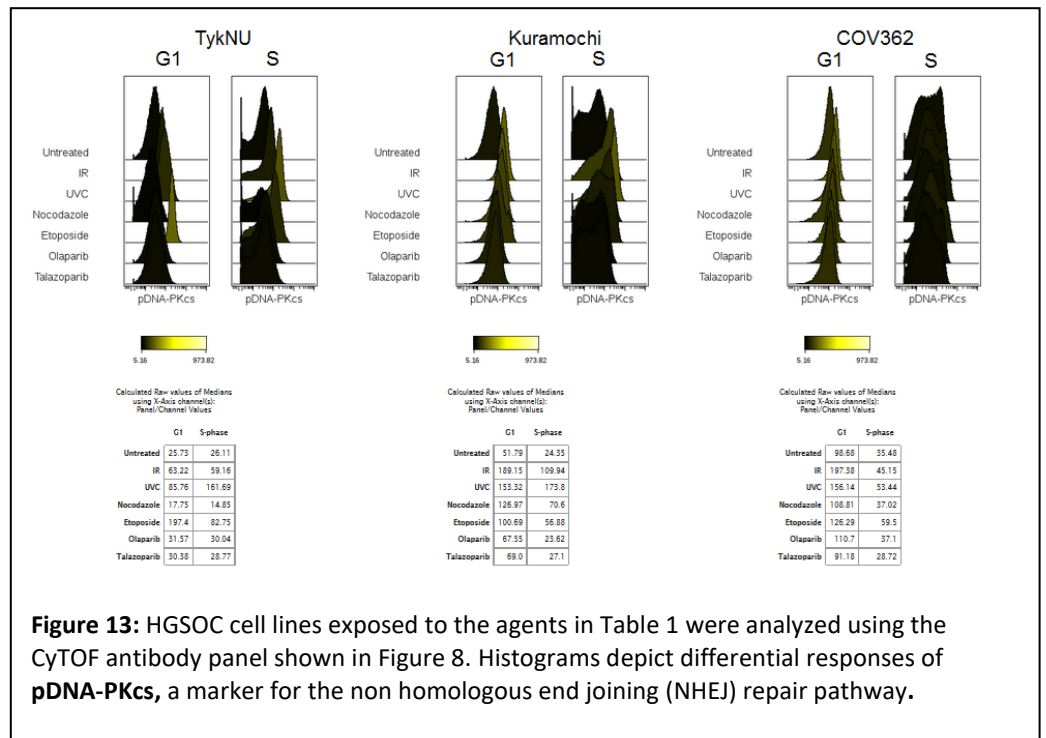 TykNU
G1 S
Untreated
IR
UVC
Nocodazole
Etoposide
Olaparib
Talazoparib
pDNA-PKcs pDNA-PKcs
5.16 973.82
Calculated Raw values of Medians
using X-Axis channel(s):
Panel/Channel Values
G1 S-phase
Untreated 25.73 26.11
IR 63.22 59.16
UVC 85.76 161.69
Nocodazole 17.75 14.85
Etoposide 197.4 82.75
Olaparib 31.57 30.04
Talazoparib 30.38 28.77
Kuramochi
G1 S
Untreated
IR
UVC
Nocodazole
Etoposide
Olaparib
Talazoparib
pDNA-PKcs pDNA-PKcs
5.16 973.82
Calculated Raw values of Medians
using X-Axis channel(s):
Panel/Channel Values
G1 S-phase
Untreated 51.79 24.35
IR 189.15 109.94
UVC 153.32 173.8
Nocodazole 126.97 70.6
Etoposide 100.69 56.88
Olaparib 67.55 23.62
Talazoparib 69.0 27.1
COV362
G1 S
Untreated
IR
UVC
Nocodazole
Etoposide
Olaparib
Talazoparib
pDNA-PKcs pDNA-PKcs
5.16 973.82
Calculated Raw values of Medians
using X-Axis channel(s):
Panel/Channel Values
G1 S-phase
Untreated 98.68 35.48
IR 197.38 45.15
UVC 156.14 53.44
Nocodazole 108.81 37.02
Etoposide 126.29 59.5
Olaparib 110.7 37.1
Talazoparib 91.18 28.72
Figure 13: HGSOC cell lines exposed to the agents in Table 1 were analyzed using the
CyTOF antibody panel shown in Figure 8. Histograms depict differential responses of
pDNA-PKcs, a marker for the non homologous end joining (NHEJ) repair pathway.